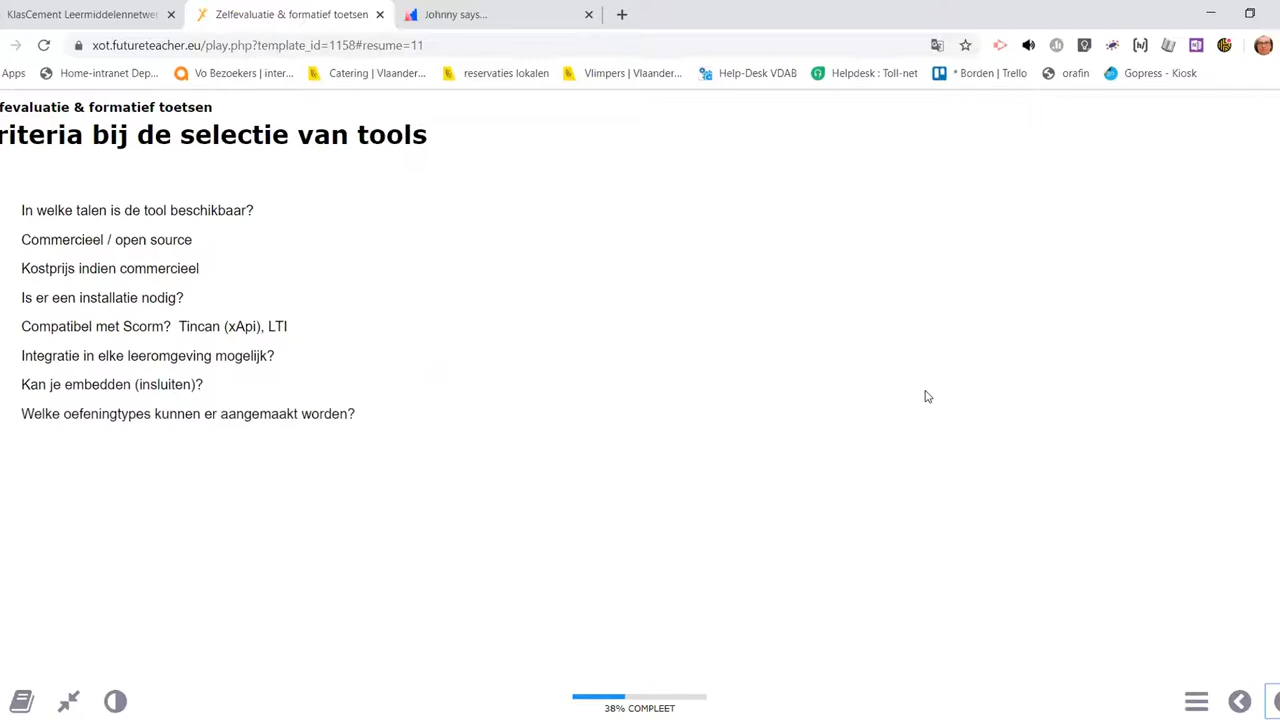 KlasCement Leermiddelennetwer
Zelfevaluatie & formatief toetsen
Johnny says...
xot.futureteacher.eu/play.php?template_id=1158#resume=11
Apps
Home-intranet Dep...
Vo Bezoekers | inter...
Catering | Vlaander...
reservaties lokalen
Vlimpers | Vlaander...
Help-Desk VDAB
Helpdesk : Toll-net
* Borden | Trello
orafin
Gopress - Kiosk
fevaluatie & formatief toetsen
riteria bij de selectie van tools
In welke talen is de tool beschikbaar?
Commercieel / open source
Kostprijs indien commercieel
Is er een installatie nodig?
Compatibel met Scorm? Tincan (xApi), LTI
Integratie in elke leeromgeving mogelijk?
Kan je embedden (insluiten)?
Welke oefeningtypes kunnen er aangemaakt worden?
38% COMPLEET